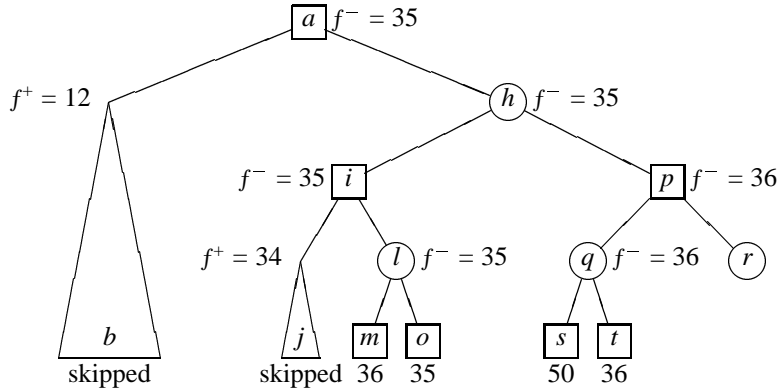 a f⁻ = 35
f⁺ = 12 h f⁻ = 35
f⁻ = 35 i p f⁻ = 36
f⁺ = 34 l f⁻ = 35 q f⁻ = 36 r
b j m o s t
skipped skipped 36 35 50 36